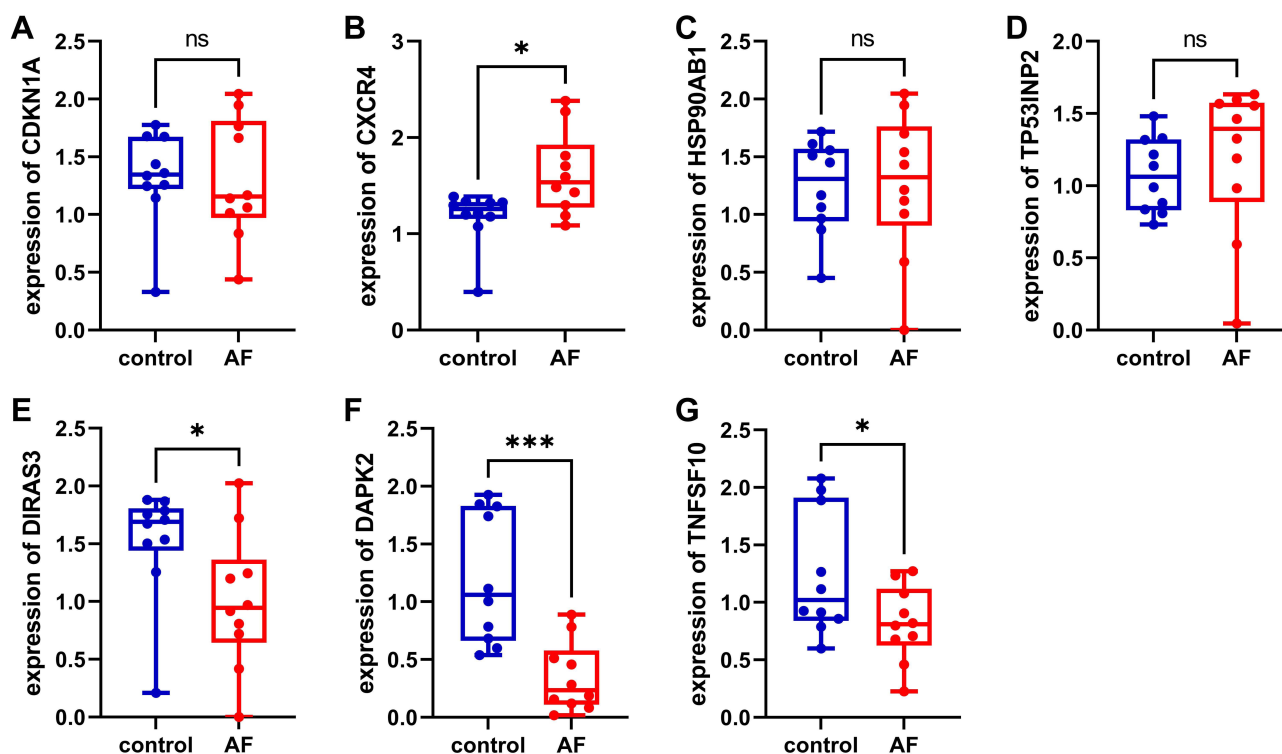 A
expression of CDKN1A
2.5
2.0
1.5
1.0
0.5
0.0
ns
control
AF
B
expression of CXCR4
3
2
1
0
*
control
AF
C
expression of HSP90AB1
2.5
2.0
1.5
1.0
0.5
0.0
ns
control
AF
D
expression of TP53INP2
2.0
1.5
1.0
0.5
0.0
ns
control
AF
E
expression of DIRAS3
2.5
2.0
1.5
1.0
0.5
0.0
*
control
AF
F
expression of DAPK2
2.5
2.0
1.5
1.0
0.5
0.0
***
control
AF
G
expression of TNFSF10
2.5
2.0
1.5
1.0
0.5
0.0
*
control
AF